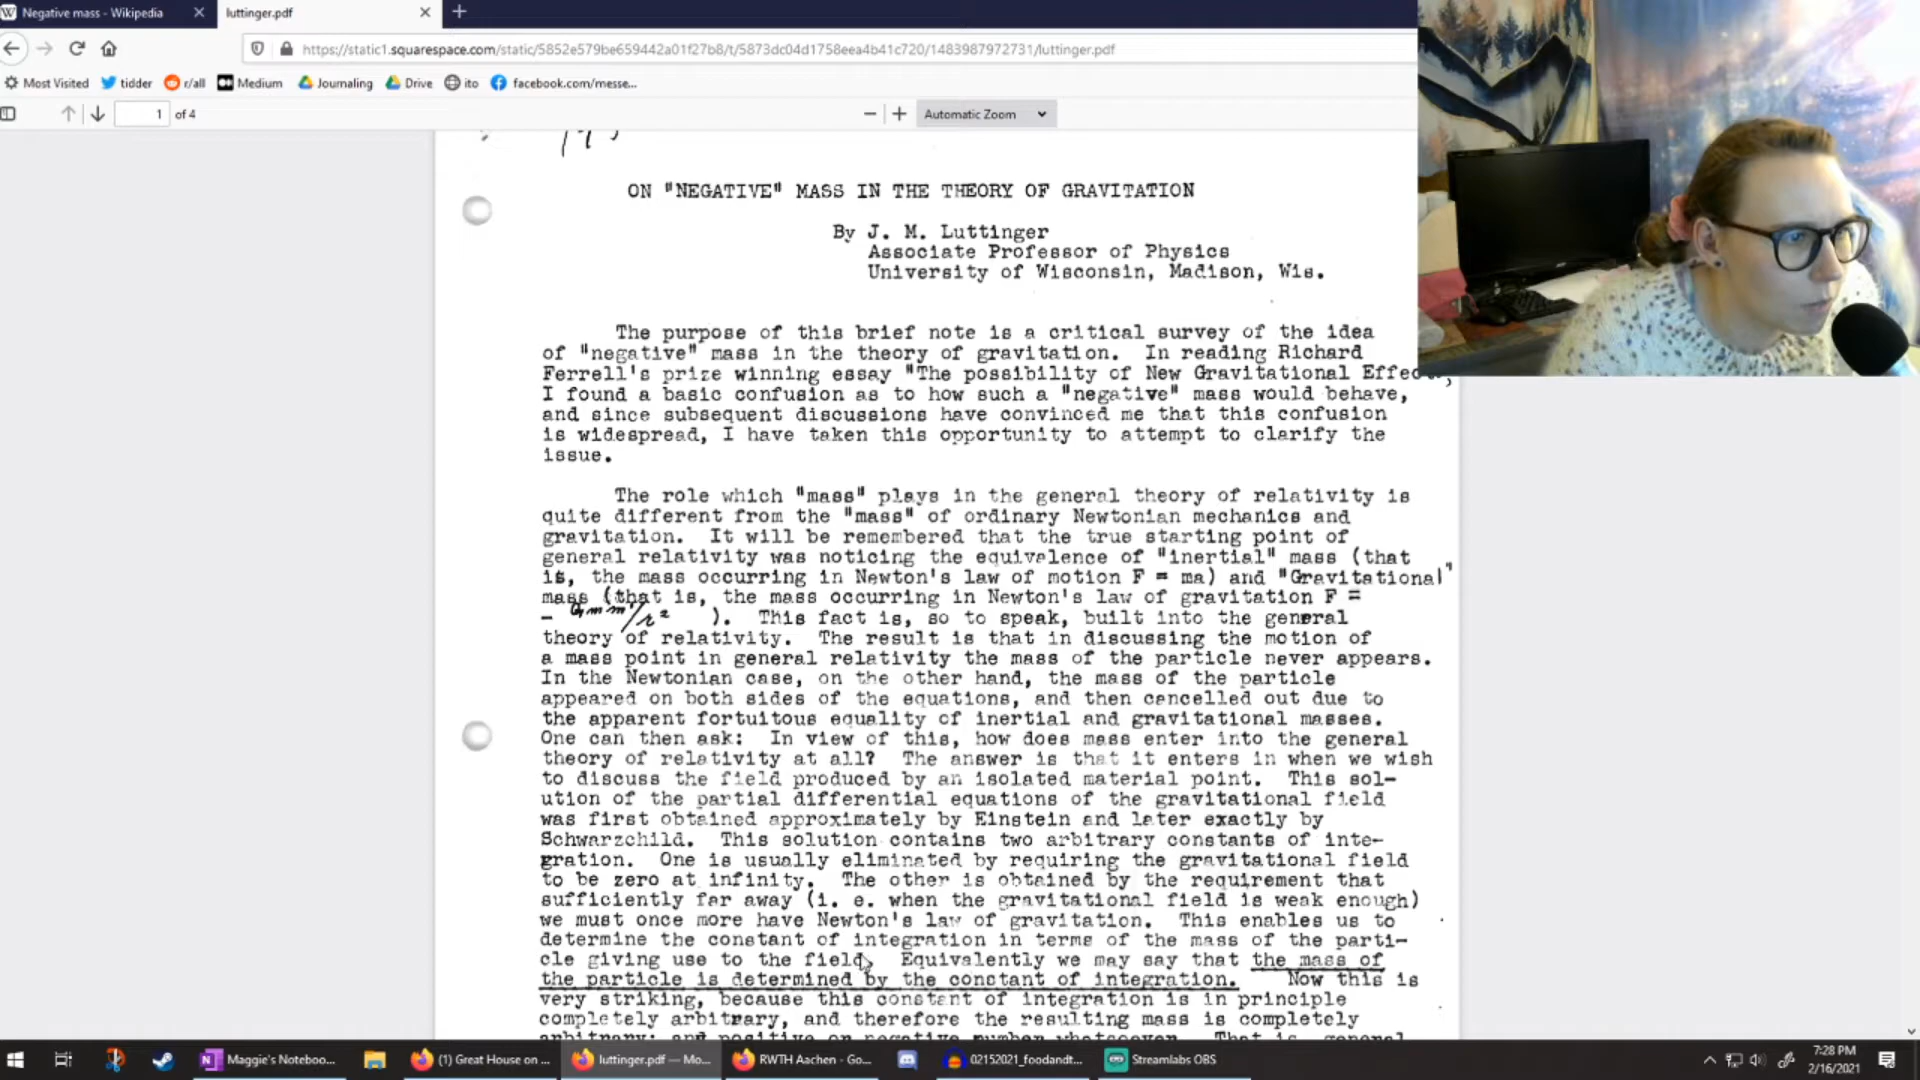 Negative mass - Wikipedia
luttinger.pdf
https://static1.squarespace.com/static/5852e579be659442a01f27b8/t/5873dc04d1758eea4b41c720/1483987972731/luttinger.pdf
Most Visited
tidder
r/all
Medium
Journaling
Drive
ito
facebook.com/messe...
1 of 4
Automatic Zoom
ON "NEGATIVE" MASS IN THE THEORY OF GRAVITATION
By J. M. Luttinger
Associate Professor of Physics
University of Wisconsin, Madison, Wis.
The purpose of this brief note is a critical survey of the idea
of "negative" mass in the theory of gravitation. In reading Richard
Ferrell's prize winning essay "The possibility of New Gravitational
I found a basic confusion as to how such a "negative" mass would behave,
and since subsequent discussions have convinced me that this confusion
is widespread, I have taken this opportunity to attempt to clarify the
issue.
The role which "mass" plays in the general theory of relativity is
quite different from the "mass" of ordinary Newtonian mechanics and
gravitation. It will be remembered that the true starting point of
general relativity was noticing the equivalence of "inertial" mass (that
is, the mass occurring in Newton's law of motion F = ma) and "Gravitational"
mass (that is, the mass occurring in Newton's law of gravitation F =
- Gmm'/r² ). This fact is, so to speak, built into the general
theory of relativity. The result is that in discussing the motion of
a mass point in general relativity the mass of the particle never appears.
In the Newtonian case, on the other hand, the mass of the particle
appeared on both sides of the equations, and then cancelled out due to
the apparent fortuitous equality of inertial and gravitational masses.
One can then ask: In view of this, how does mass enter into the general
theory of relativity at all? The answer is that it enters in when we wish
to discuss the field produced by an isolated material point. This sol-
ution of the partial differential equations of the gravitational field
was first obtained approximately by Einstein and later exactly by
Schwarzchild. This solution contains two arbitrary constants of inte-
gration. One is usually eliminated by requiring the gravitational field
to be zero at infinity. The other is obtained by the requirement that
sufficiently far away (i. e. when the gravitational field is weak enough)
we must once more have Newton's law of gravitation. This enables us to
determine the constant of integration in terms of the mass of the parti-
cle giving use to the field. Equivalently we may say that the mass of
the particle is determined by the constant of integration. Now this is
very striking, because this constant of integration is in principle
completely arbitrary, and therefore the resulting mass is completely
arbitrary: and positive or negative number whatsoever. That is, general
Maggie's Noteboo...
(1) Great House on ...
luttinger.pdf — Mo...
RWTH Aachen - Go...
02152021_foodandt...
Streamlabs OBS
7:28 PM
2/16/2021